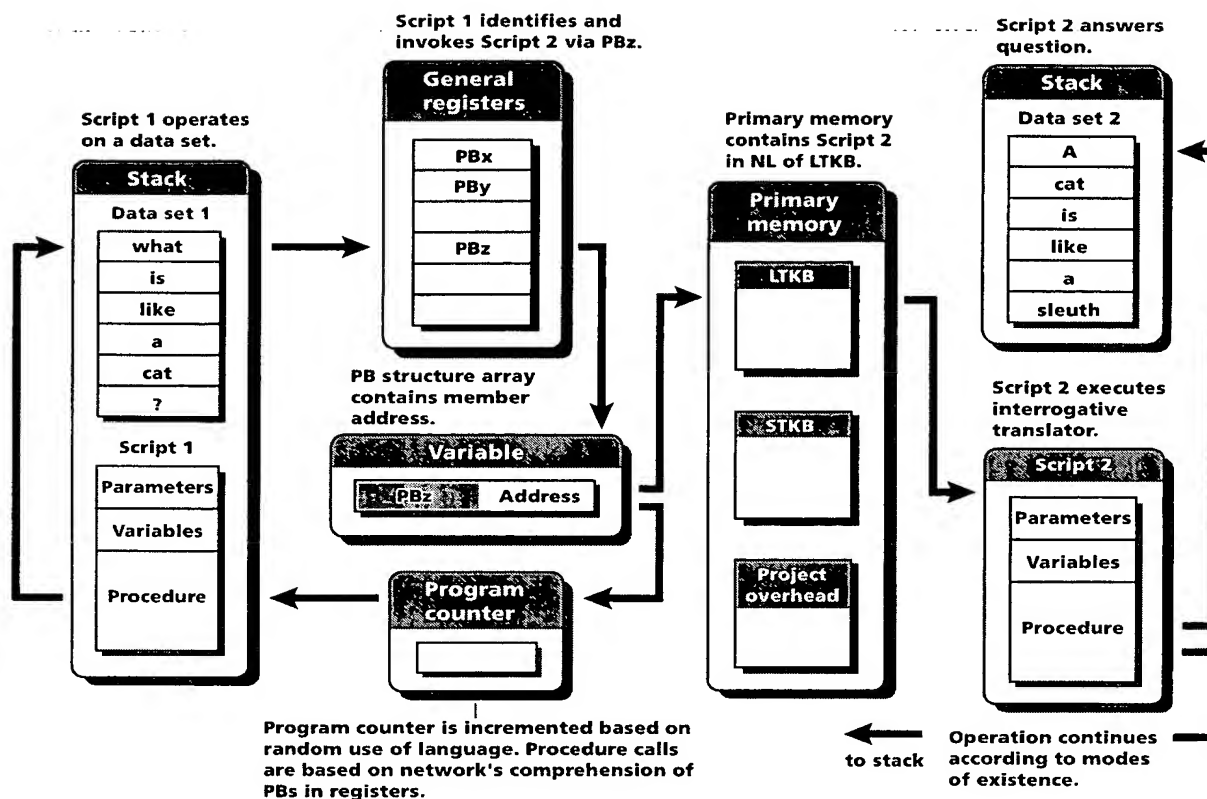 Script 1 identifies and
invokes Script 2 via PBz.
General
registers
PBx
PBy
PBz
Script 1 operates
on a data set.
Stack
Data set 1
what
is
like
a
cat
?
Script 1
Parameters
Variables
Procedure
PB structure array
contains member
address.
Variable
PBz
Address
Program
counter
Program counter is incremented based on
random use of language. Procedure calls
are based on network's comprehension of
PBs in registers.
Primary memory
contains Script 2
in NL of LTKB.
Primary
memory
LTKB
STKB
Project
overhead
Script 2 answers
question.
Stack
Data set 2
A
cat
is
like
a
sleuth
Script 2 executes
interrogative
translator.
Script 2
Parameters
Variables
Procedure
to stack
Operation continues
according to modes
of existence.